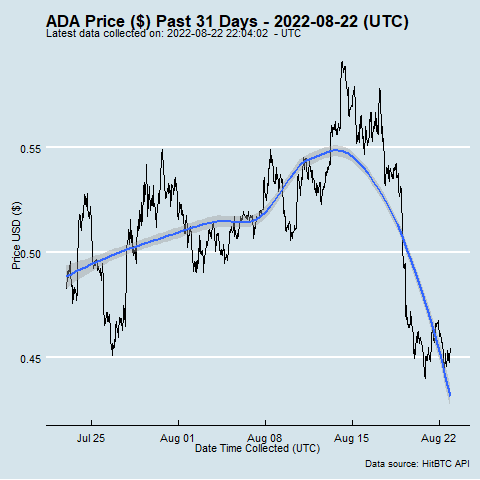 ADA Price ($) Past 31 Days - 2022-08-22 (UTC)
Latest data collected on: 2022-08-22 22:04:02 - UTC
Price USD ($)
0.55
0.50
0.45
Jul 25 Aug 01 Aug 08 Aug 15 Aug 22
Date Time Collected (UTC)
Data source: HitBTC API